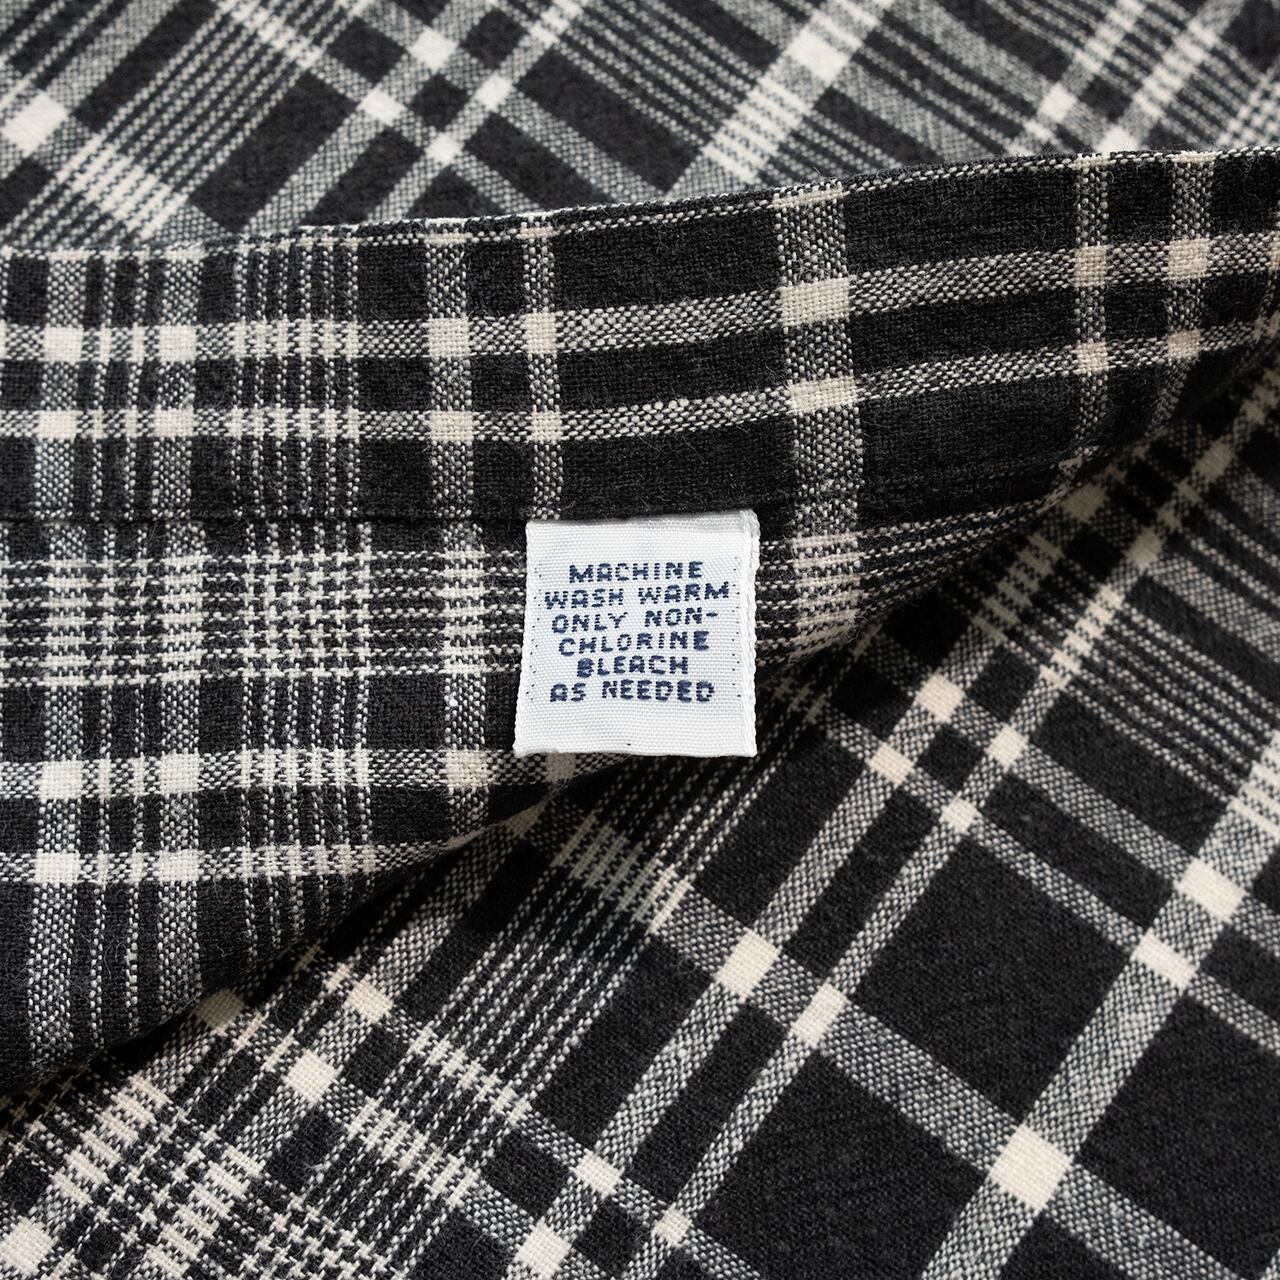 MACHINE
WASH WARM
ONLY NON-
CHLORINE
BLEACH
AS NEEDED